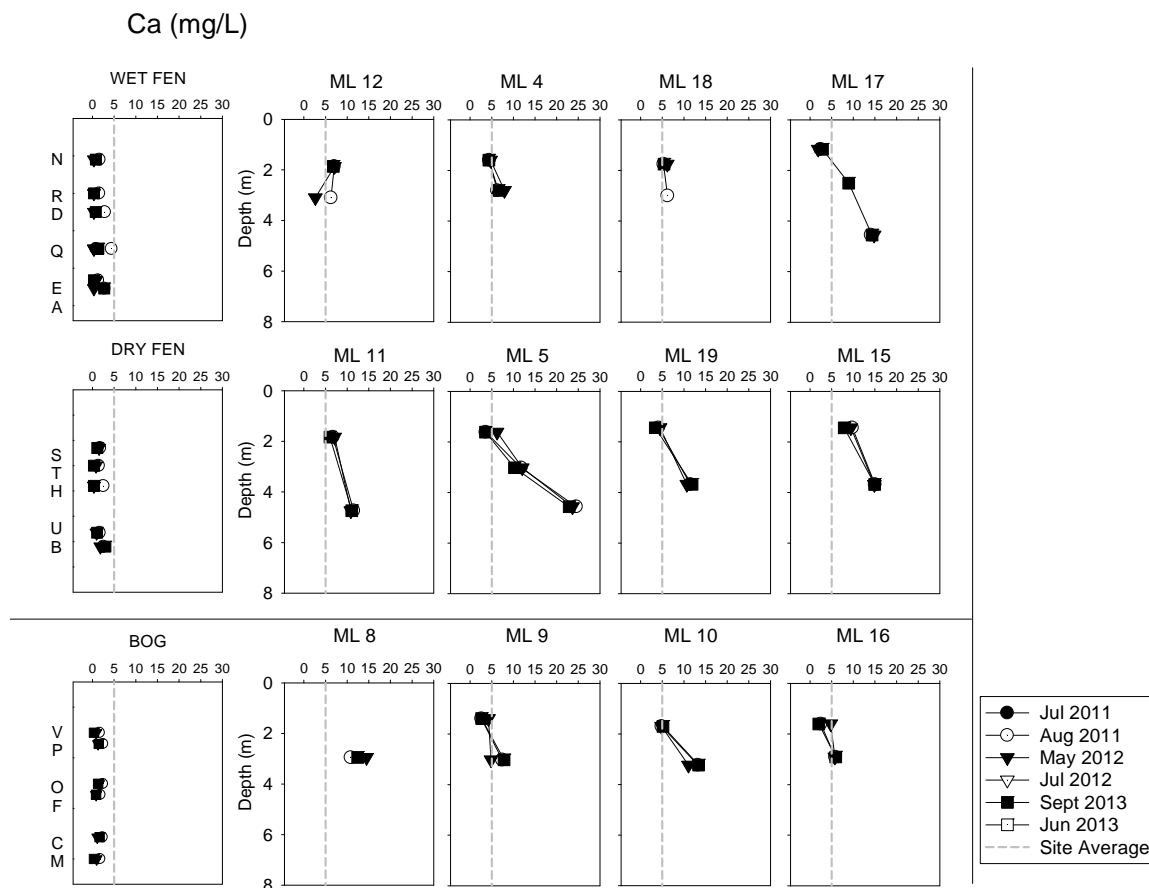 Ca (mg/L)
WET FEN
ML 12
ML 4
ML 18
ML 17
0 5 10 15 20 25 30
0 5 10 15 20 25 30
0 5 10 15 20 25 30
0 5 10 15 20 25 30
0 5 10 15 20 25 30
N
R
D
Q
E
A
Depth (m)
0
2
4
6
8
Depth (m)
DRY FEN
ML 11
ML 5
ML 19
ML 15
0 5 10 15 20 25 30
0 5 10 15 20 25 30
0 5 10 15 20 25 30
0 5 10 15 20 25 30
0 5 10 15 20 25 30
S
T
H
U
B
Depth (m)
0
2
4
6
8
Depth (m)
BOG
ML 8
ML 9
ML 10
ML 16
0 5 10 15 20 25 30
0 5 10 15 20 25 30
0 5 10 15 20 25 30
0 5 10 15 20 25 30
0 5 10 15 20 25 30
V
P
O
F
C
M
Depth (m)
0
2
4
6
8
Depth (m)
Jul 2011
Aug 2011
May 2012
Jul 2012
Sept 2013
Jun 2013
Site Average